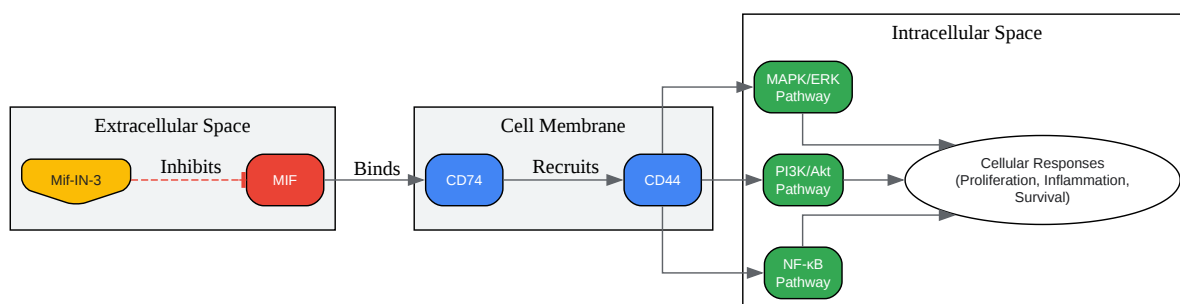 Extracellular Space
Mif-IN-3
Inhibits
MIF
Binds
Cell Membrane
CD74
Recruits
CD44
Intracellular Space
MAPK/ERK
Pathway
PI3K/Akt
Pathway
NF-κB
Pathway
Cellular Responses
(Proliferation, Inflammation,
Survival)